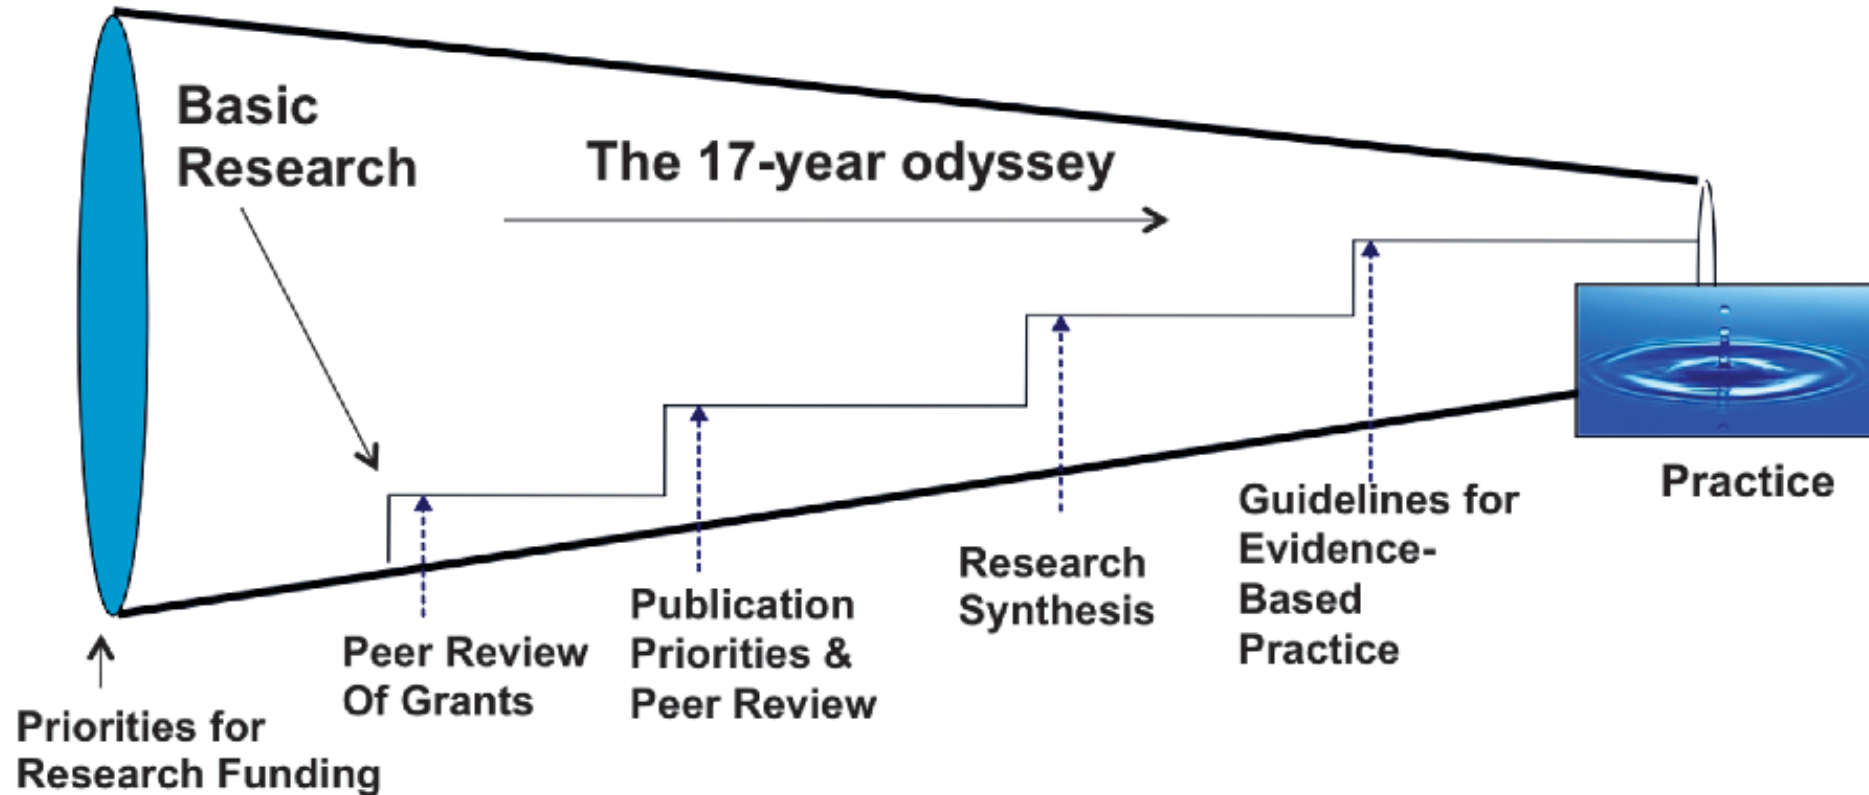 Basic
Research
The 17-year odyssey
Priorities for
Research Funding
Peer Review
Of Grants
Publication
Priorities &
Peer Review
Research
Synthesis
Guidelines for
Evidence-
Based
Practice
Practice